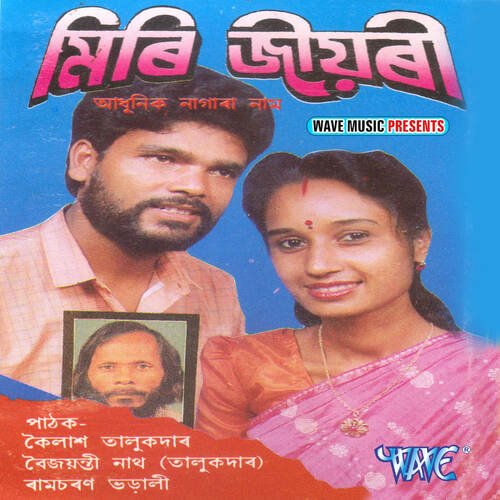 মিৰি জীয়ৰী
আধুনিক নাগাৰা নাম
WAVE MUSIC PRESENTS
পাঠক-
কৈলাশ তালুকদাৰ
বৈজয়ন্তী নাথ (তালুকদাৰ)
ৰামচৰণ ভড়ালী
WAVE®